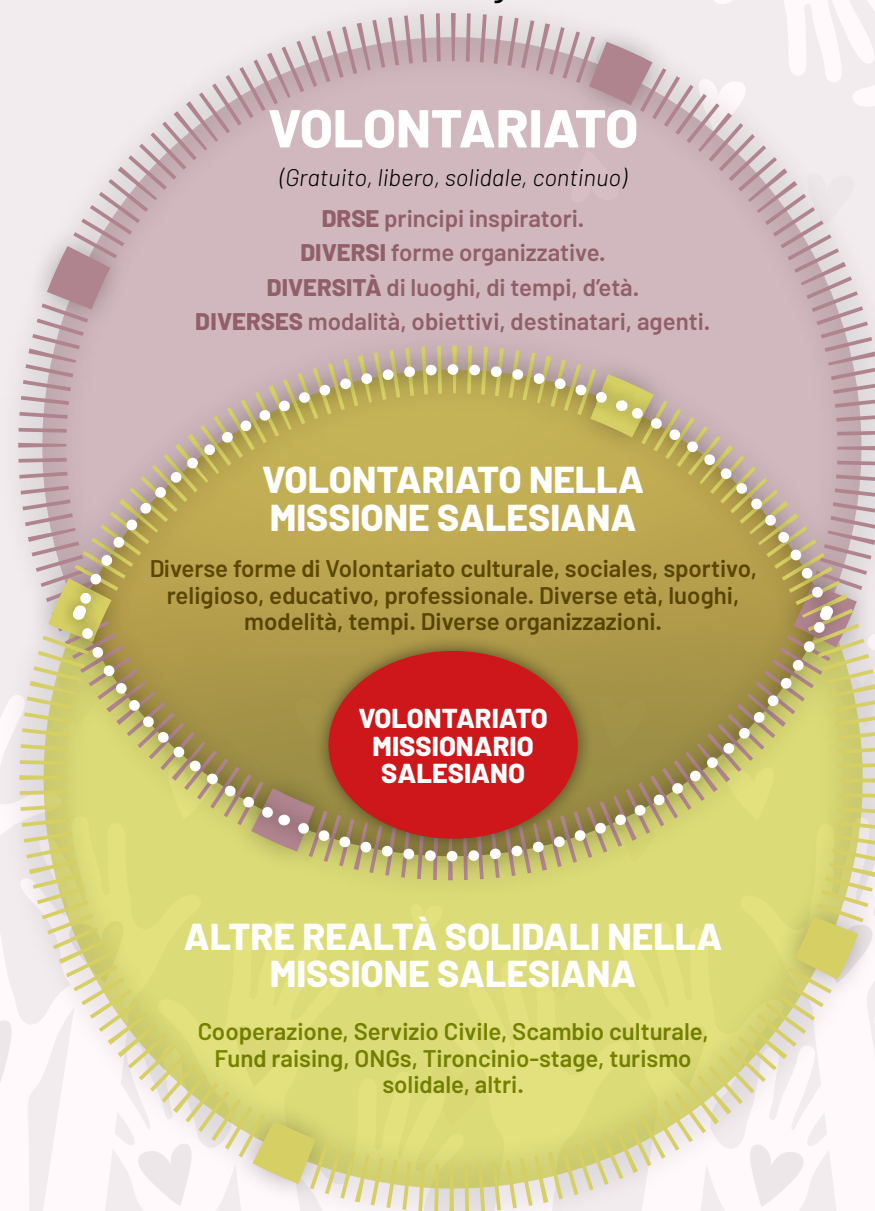 VOLONTARIATO
(Gratuito, libero, solidale, continuo)
DRSE principi inspiratori.
DIVERSI forme organizzative.
DIVERSITÀ di luoghi, di tempi, d'età.
DIVERSES modalità, obiettivi, destinatari, agenti.
VOLONTARIATO NELLA
MISSIONE SALESIANA
Diverse forme di Volontariato culturale, sociales, sportivo,
religioso, educativo, professionale. Diverse età, luoghi,
modelità, tempi. Diverse organizzazioni.
VOLONTARIATO
MISSIONARIO
SALESIANO
ALTRE REALTÀ SOLIDALI NELLA
MISSIONE SALESIANA
Cooperazione, Servizio Civile, Scambio culturale,
Fund raising, ONGs, Tironcinio-stage, turismo
solidale, altri.